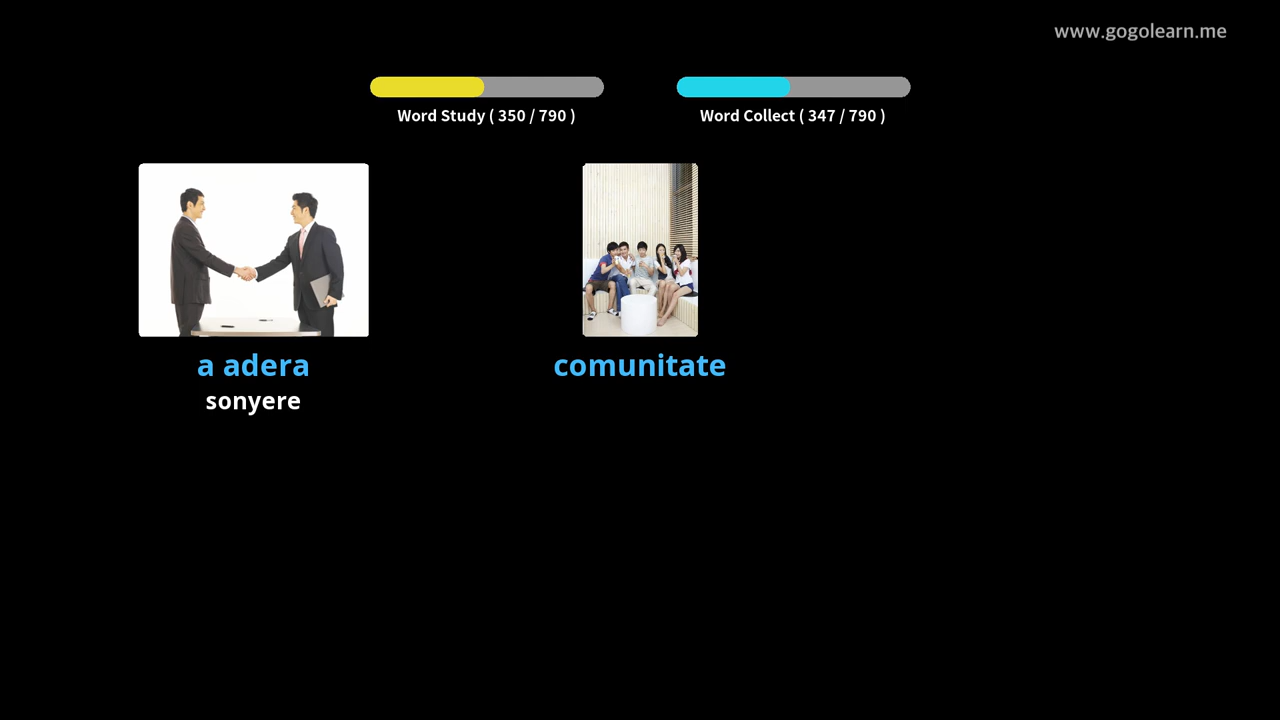 www.gogolearn.me
Word Study ( 350 / 790 )
Word Collect ( 347 / 790 )
a adera
comunitate
sonyere